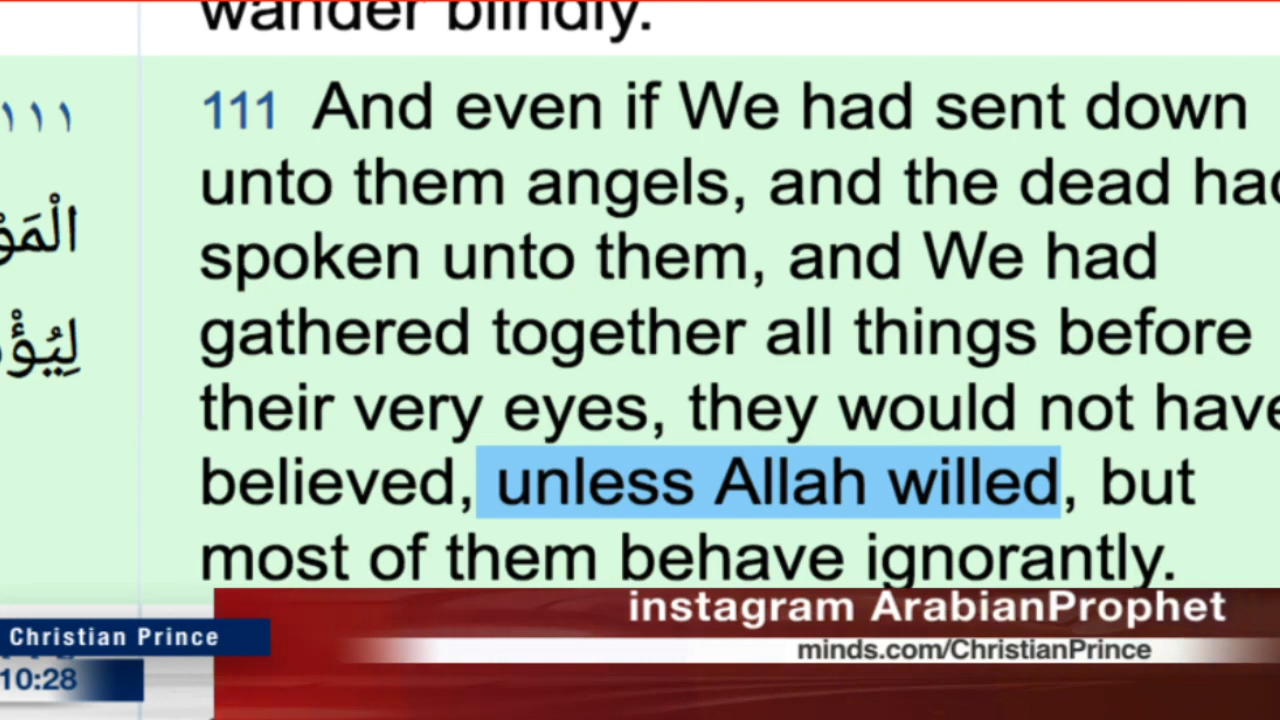 wander blindly.
١١١
111 And even if We had sent down
unto them angels, and the dead had
spoken unto them, and We had
gathered together all things before
their very eyes, they would not have
believed, unless Allah willed, but
most of them behave ignorantly.
instagram ArabianProphet
Christian Prince
minds.com/ChristianPrince
10:28